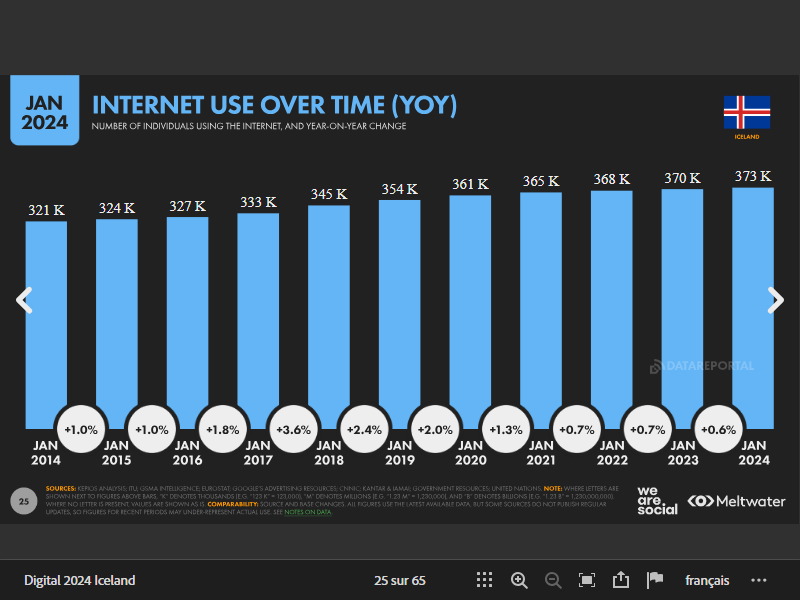 JAN
2024
INTERNET USE OVER TIME (YOY)
NUMBER OF INDIVIDUALS USING THE INTERNET, AND YEAR-ON-YEAR CHANGE
ICELAND
321 K
324 K
327 K
333 K
345 K
354 K
361 K
365 K
368 K
370 K
373 K
DATAREPORTAL
+1.0%
+1.0%
+1.8%
+3.6%
+2.4%
+2.0%
+1.3%
+0.7%
+0.7%
+0.6%
JAN
2014
JAN
2015
JAN
2016
JAN
2017
JAN
2018
JAN
2019
JAN
2020
JAN
2021
JAN
2022
JAN
2023
JAN
2024
25
SOURCES: KEPIOS ANALYSIS; ITU; GSMA INTELLIGENCE; EUROSTAT; GOOGLE'S ADVERTISING RESOURCES; CNNIC; KANTAR & IAMAI; GOVERNMENT RESOURCES; UNITED NATIONS. NOTE: WHERE LETTERS ARE
SHOWN NEXT TO FIGURES ABOVE BARS, "K" DENOTES THOUSANDS (E.G. "123 K" = 123,000), "M" DENOTES MILLIONS (E.G. "1.23 M" = 1,230,000), AND "B" DENOTES BILLIONS (E.G. "1.23 B" = 1,230,000,000).
WHERE NO LETTER IS PRESENT, VALUES ARE SHOWN AS IS. COMPARABILITY: SOURCE AND BASE CHANGES. ALL FIGURES USE THE LATEST AVAILABLE DATA, BUT SOME SOURCES DO NOT PUBLISH REGULAR
UPDATES, SO FIGURES FOR RECENT PERIODS MAY UNDER-REPRESENT ACTUAL USE. SEE NOTES ON DATA.
we
are.
social
Meltwater
Digital 2024 Iceland
25 sur 65
français